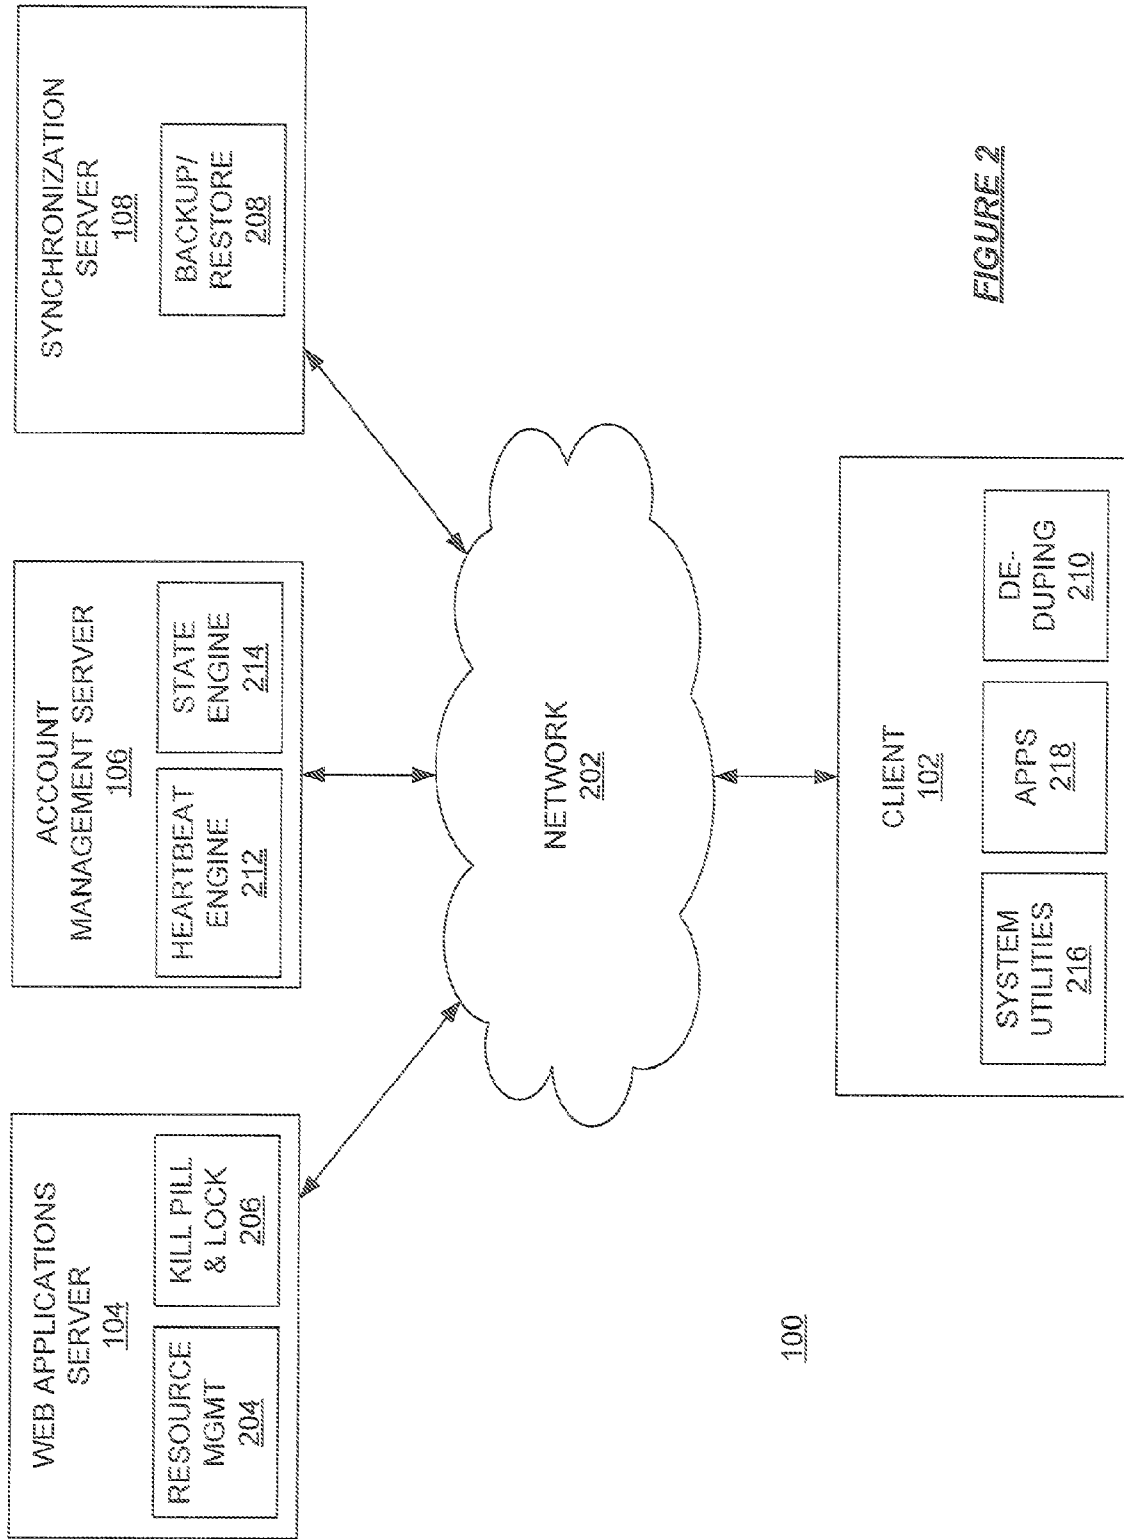 WEB APPLICATIONS
SERVER
104
RESOURCE
MGMT
204
KILL PILL
& LOCK
206
ACCOUNT
MANAGEMENT SERVER
106
HEARTBEAT
ENGINE
212
STATE
ENGINE
214
SYNCHRONIZATION
SERVER
108
BACKUP/
RESTORE
208
NETWORK
202
100
CLIENT
102
SYSTEM
UTILITIES
216
APPS
218
DE-
DUPING
210
FIGURE 2